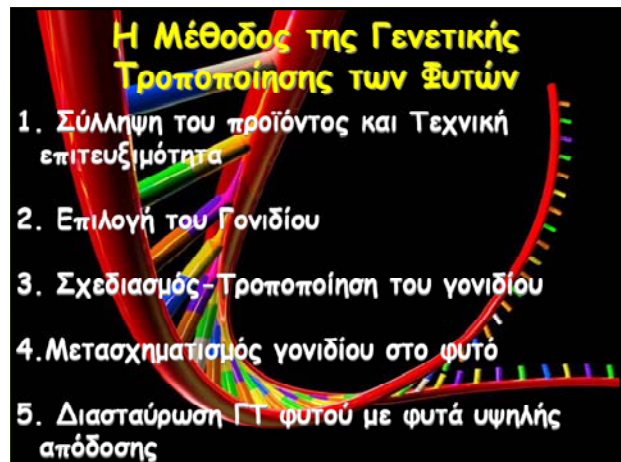 Η Μέθοδος της Γενετικής
Τροποποίησης των Φυτών
1. Σύλληψη του προϊόντος και Τεχνική
επιτευξιμότητα
2. Επιλογή του Γονιδίου
3. Σχεδιασμός-Τροποποίηση του γονιδίου
4.Μετασχηματισμός γονιδίου στο φυτό
5. Διασταύρωση ΓΤ φυτού με φυτά υψηλής
απόδοσης